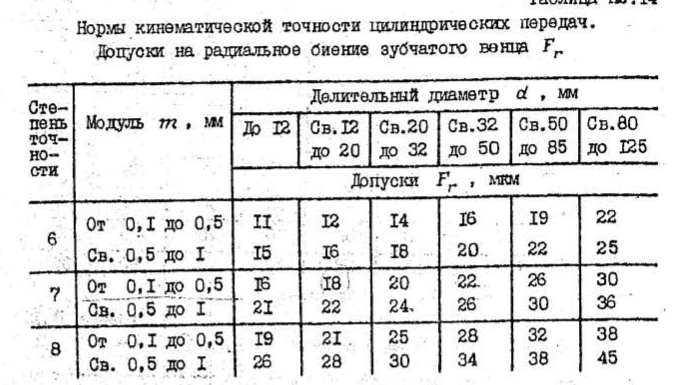 Нормы кинематической точности цилиндрических передач.
Допуски на радиальное биение зубчатого венца Fr
Сте-
пень
точ-
но-
сти
Модуль m , мм
Делительный диаметр d , мм
До I2 Св.I2 до 20 Св.20 до 32 Св.32 до 50 Св.50 до 85 Св.80 до I25
Допуски Fr , мкм
6
От 0,I до 0,5 II I2 I4 I6 I9 22
Св. 0,5 до I I5 I6 I8 20 22 25
7
От 0,I до 0,5 I6 I8 20 22 26 30
Св. 0,5 до I 2I 22 24 26 30 36
8
От 0,I до 0,5 I9 2I 25 28 32 38
Св. 0,5 до I 26 28 30 34 38 45